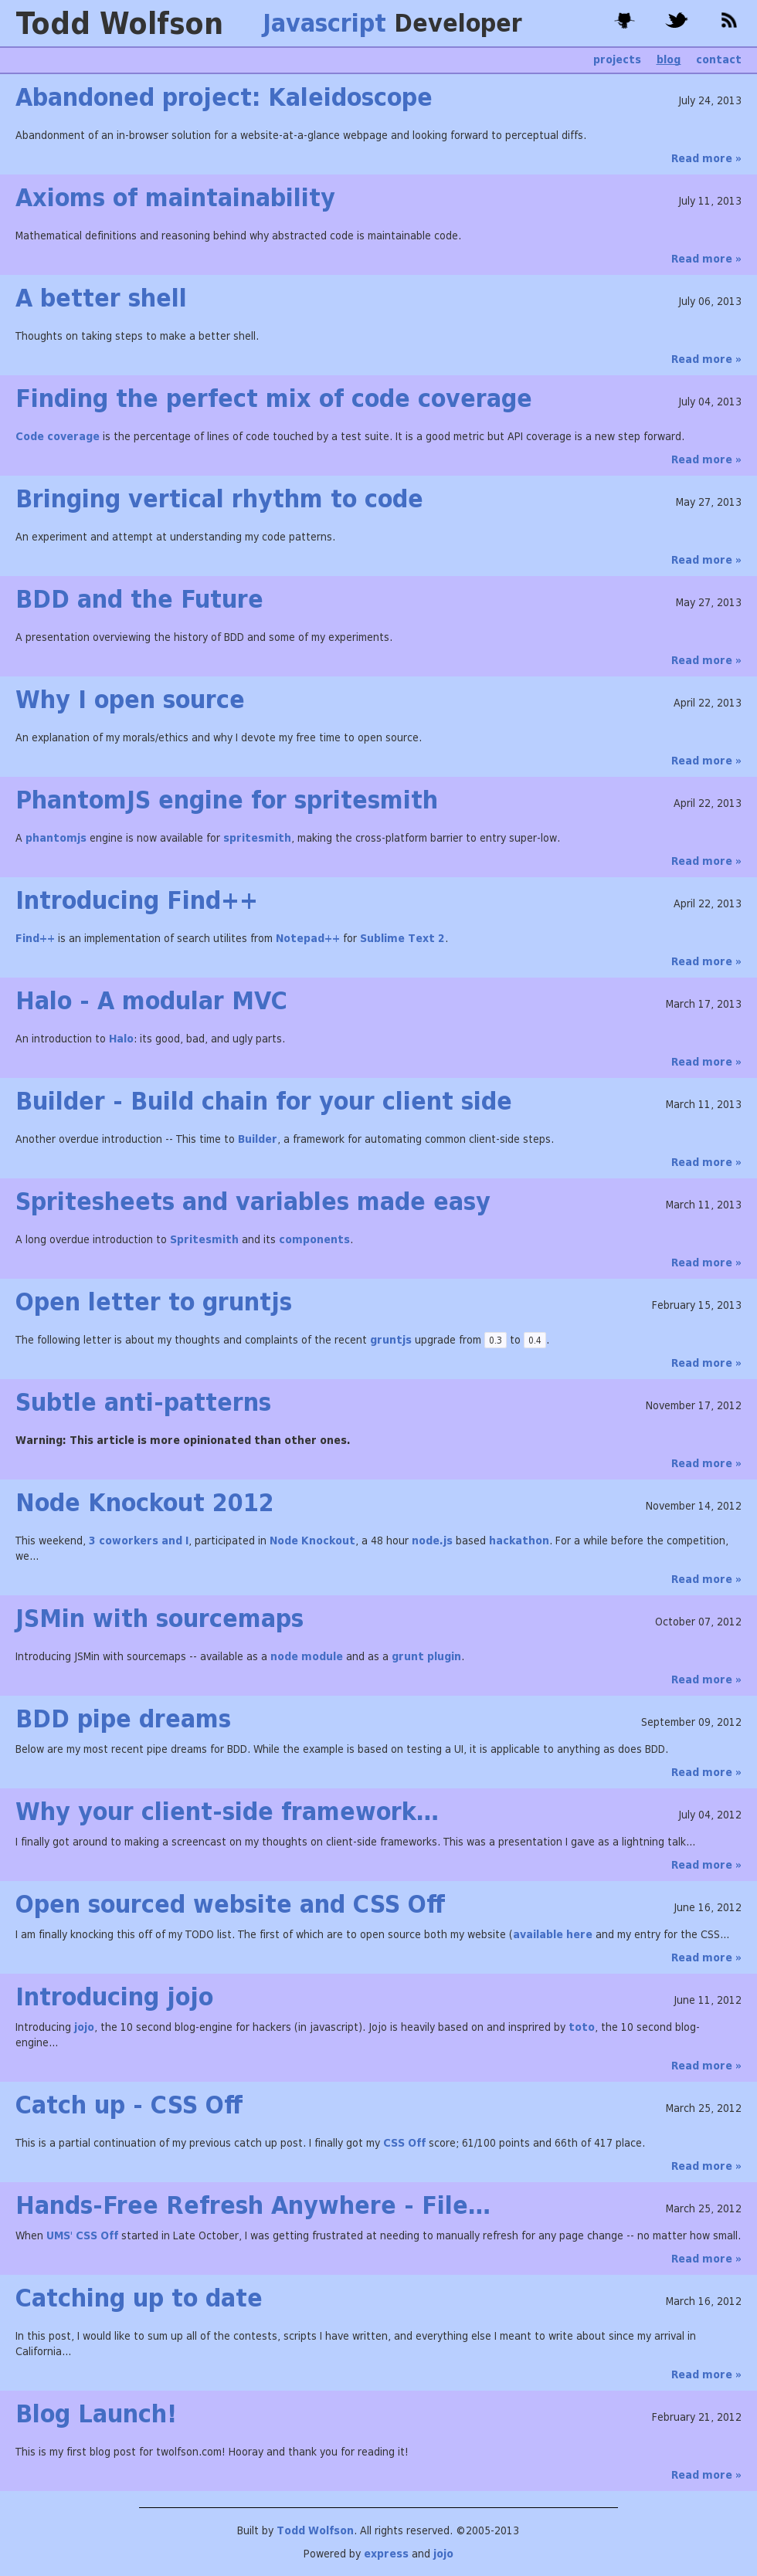 Todd Wolfson Javascript Developer
projects blog contact
Abandoned project: Kaleidoscope July 24, 2013
Abandonment of an in-browser solution for a website-at-a-glance webpage and looking forward to perceptual diffs.
Read more »
Axioms of maintainability July 11, 2013
Mathematical definitions and reasoning behind why abstracted code is maintainable code.
Read more »
A better shell July 06, 2013
Thoughts on taking steps to make a better shell.
Read more »
Finding the perfect mix of code coverage July 04, 2013
Code coverage is the percentage of lines of code touched by a test suite. It is a good metric but API coverage is a new step forward.
Read more »
Bringing vertical rhythm to code May 27, 2013
An experiment and attempt at understanding my code patterns.
Read more »
BDD and the Future May 27, 2013
A presentation overviewing the history of BDD and some of my experiments.
Read more »
Why I open source April 22, 2013
An explanation of my morals/ethics and why I devote my free time to open source.
Read more »
PhantomJS engine for spritesmith April 22, 2013
A phantomjs engine is now available for spritesmith, making the cross-platform barrier to entry super-low.
Read more »
Introducing Find++ April 22, 2013
Find++ is an implementation of search utilites from Notepad++ for Sublime Text 2.
Read more »
Halo - A modular MVC March 17, 2013
An introduction to Halo: its good, bad, and ugly parts.
Read more »
Builder - Build chain for your client side March 11, 2013
Another overdue introduction -- This time to Builder, a framework for automating common client-side steps.
Read more »
Spritesheets and variables made easy March 11, 2013
A long overdue introduction to Spritesmith and its components.
Read more »
Open letter to gruntjs February 15, 2013
The following letter is about my thoughts and complaints of the recent gruntjs upgrade from 0.3 to 0.4.
Read more »
Subtle anti-patterns November 17, 2012
Warning: This article is more opinionated than other ones.
Read more »
Node Knockout 2012 November 14, 2012
This weekend, 3 coworkers and I, participated in Node Knockout, a 48 hour node.js based hackathon. For a while before the competition,
we...
Read more »
JSMin with sourcemaps October 07, 2012
Introducing JSMin with sourcemaps -- available as a node module and as a grunt plugin.
Read more »
BDD pipe dreams September 09, 2012
Below are my most recent pipe dreams for BDD. While the example is based on testing a UI, it is applicable to anything as does BDD.
Read more »
Why your client-side framework... July 04, 2012
I finally got around to making a screencast on my thoughts on client-side frameworks. This was a presentation I gave as a lightning talk...
Read more »
Open sourced website and CSS Off June 16, 2012
I am finally knocking this off of my TODO list. The first of which are to open source both my website (available here and my entry for the CSS...
Read more »
Introducing jojo June 11, 2012
Introducing jojo, the 10 second blog-engine for hackers (in javascript). Jojo is heavily based on and insprired by toto, the 10 second blog-
engine...
Read more »
Catch up - CSS Off March 25, 2012
This is a partial continuation of my previous catch up post. I finally got my CSS Off score; 61/100 points and 66th of 417 place.
Read more »
Hands-Free Refresh Anywhere - File... March 25, 2012
When UMS' CSS Off started in Late October, I was getting frustrated at needing to manually refresh for any page change -- no matter how small.
Read more »
Catching up to date March 16, 2012
In this post, I would like to sum up all of the contests, scripts I have written, and everything else I meant to write about since my arrival in
California...
Read more »
Blog Launch! February 21, 2012
This is my first blog post for twolfson.com! Hooray and thank you for reading it!
Read more »
Built by Todd Wolfson. All rights reserved. ©2005-2013
Powered by express and jojo